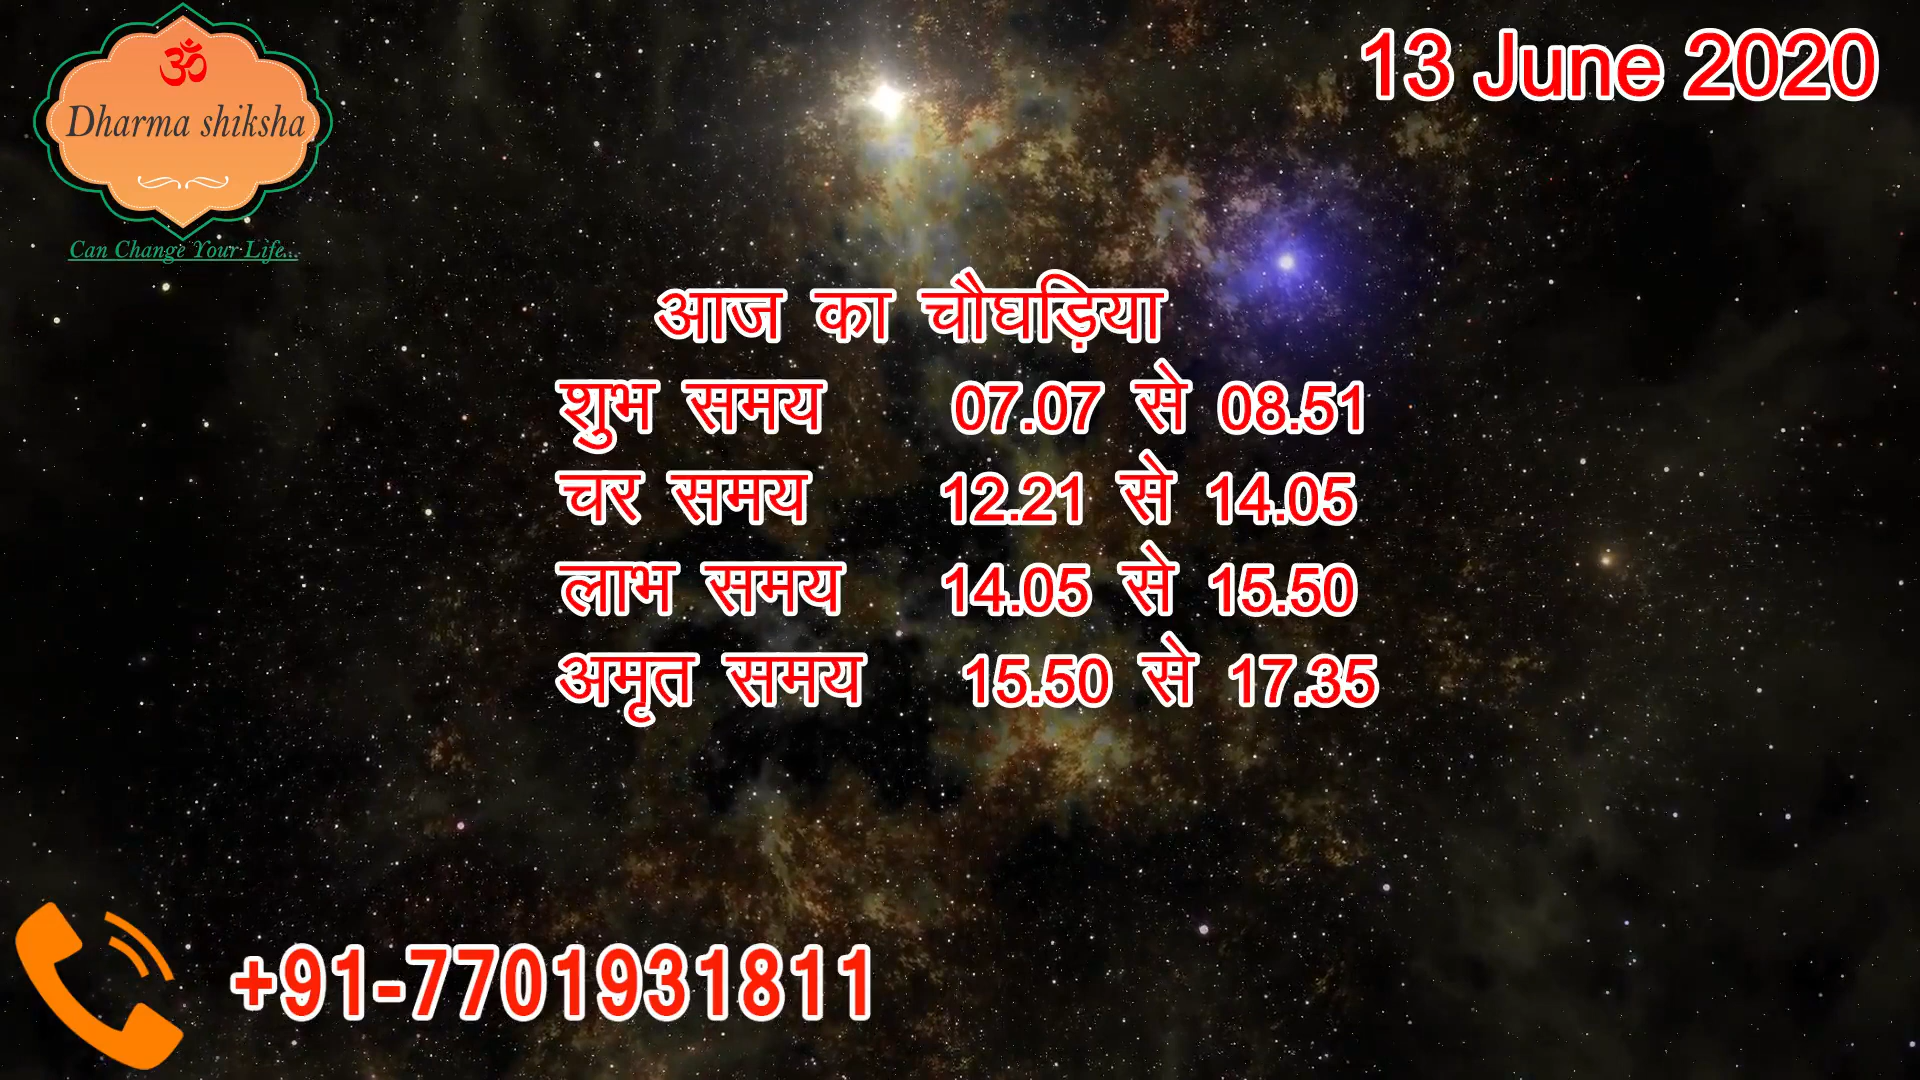 ॐ
Dharma shiksha
Can Change Your Life...
13 June 2020
आज का चौघड़िया
शुभ समय 07.07 से 08.51
चर समय 12.21 से 14.05
लाभ समय 14.05 से 15.50
अमृत समय 15.50 से 17.35
+91-7701931811